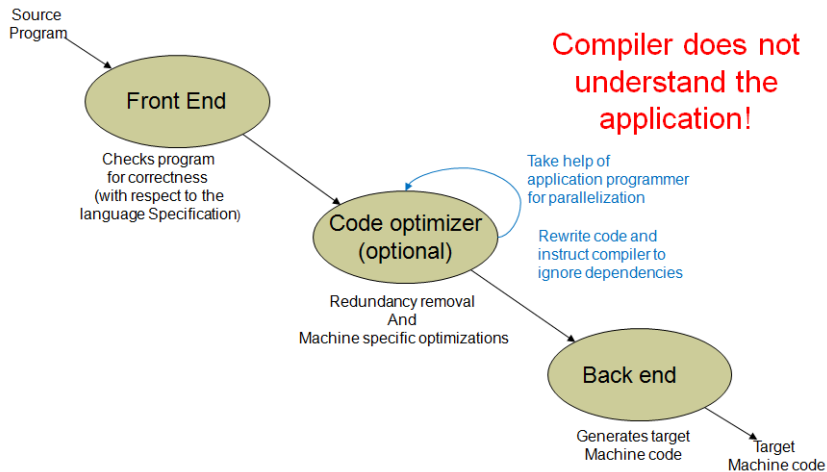 Source
Program
Compiler does not
understand the
application!
Front End
Checks program
for correctness
(with respect to the
language Specification)
Take help of
application programmer
for parallelization
Code optimizer
(optional)
Rewrite code and
instruct compiler to
ignore dependencies
Redundancy removal
And
Machine specific optimizations
Back end
Generates target
Machine code
Target
Machine code